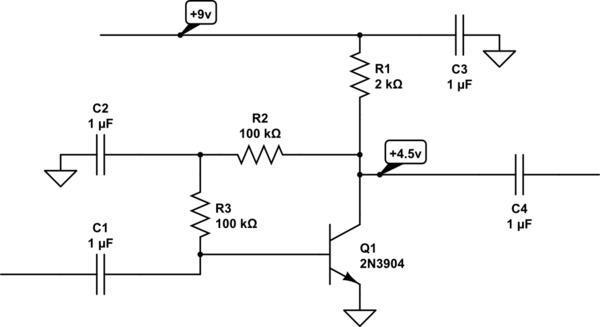 +9v
R1
2 kΩ
C3
1 µF
C2
1 µF
R2
100 kΩ
+4.5v
R3
100 kΩ
C4
1 µF
C1
1 µF
Q1
2N3904